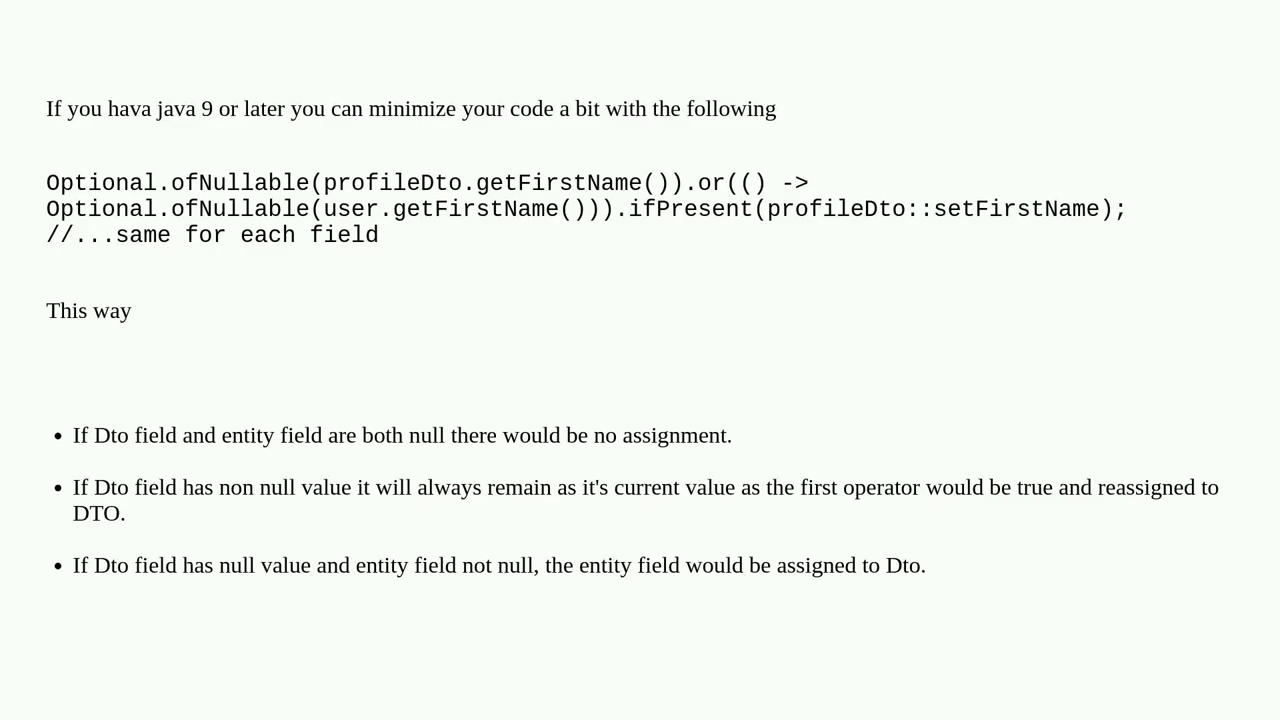 If you hava java 9 or later you can minimize your code a bit with the following
Optional.ofNullable(profileDto.getFirstName()).or(() ->
Optional.ofNullable(user.getFirstName())).ifPresent(profileDto::setFirstName);
//...same for each field
This way
• If Dto field and entity field are both null there would be no assignment.
• If Dto field has non null value it will always remain as it's current value as the first operator would be true and reassigned to
DTO.
• If Dto field has null value and entity field not null, the entity field would be assigned to Dto.